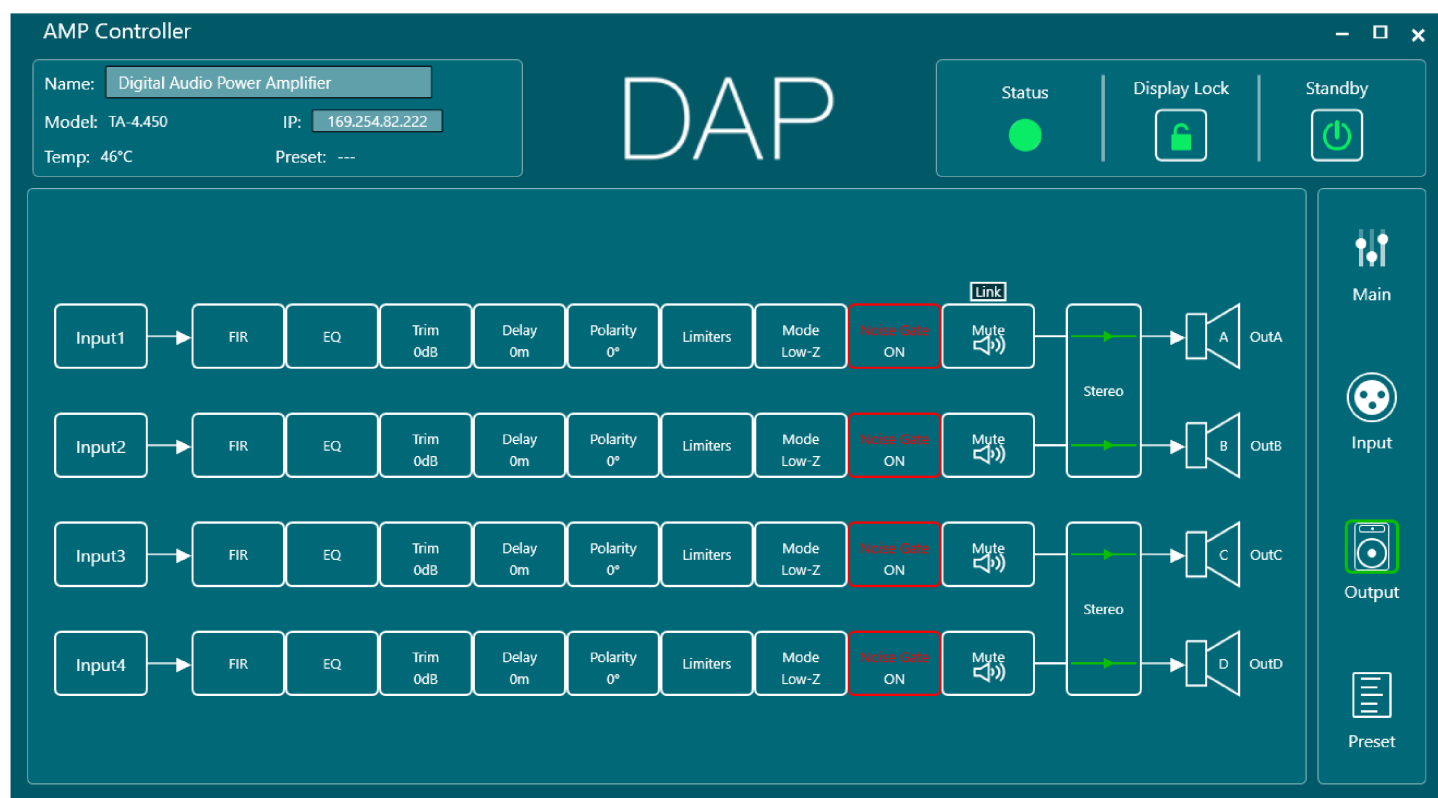 AMP Controller
Name: Digital Audio Power Amplifier
Model: TA-4.450 IP: 169.254.82.222
Temp: 46°C Preset: ---
DAP
Status Display Lock Standby
Link
Input1 FIR EQ Trim 0dB Delay 0m Polarity 0° Limiters Mode Low-Z Noise Gate ON Mute A OutA
Stereo
Input2 FIR EQ Trim 0dB Delay 0m Polarity 0° Limiters Mode Low-Z Noise Gate ON Mute B OutB
Input3 FIR EQ Trim 0dB Delay 0m Polarity 0° Limiters Mode Low-Z Noise Gate ON Mute C OutC
Stereo
Input4 FIR EQ Trim 0dB Delay 0m Polarity 0° Limiters Mode Low-Z Noise Gate ON Mute D OutD
Main
Input
Output
Preset